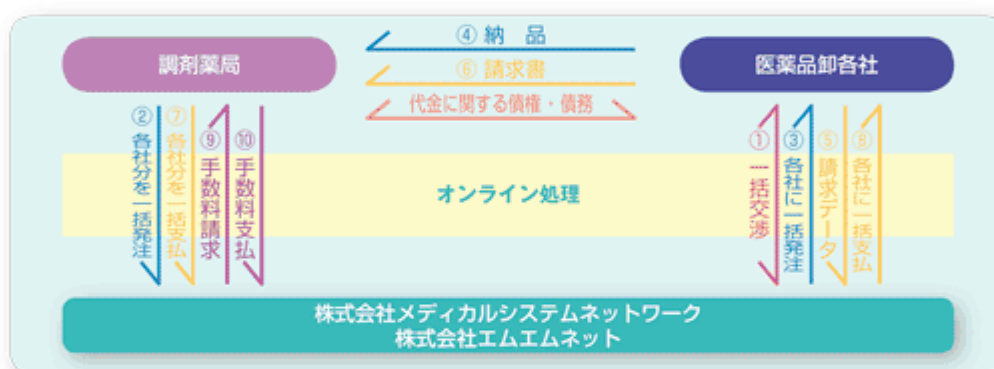 調剤薬局
④納 品
⑥請求書
代金に関する債権・債務
医薬品卸各社
②各社分を一括発注
⑦各社分を一括支払
⑨手数料請求
⑩手数料支払
オンライン処理
①一括交渉
③各社に一括発注
⑤請求データ
⑧各社に一括支払
株式会社メディカルシステムネットワーク
株式会社エムエムネット